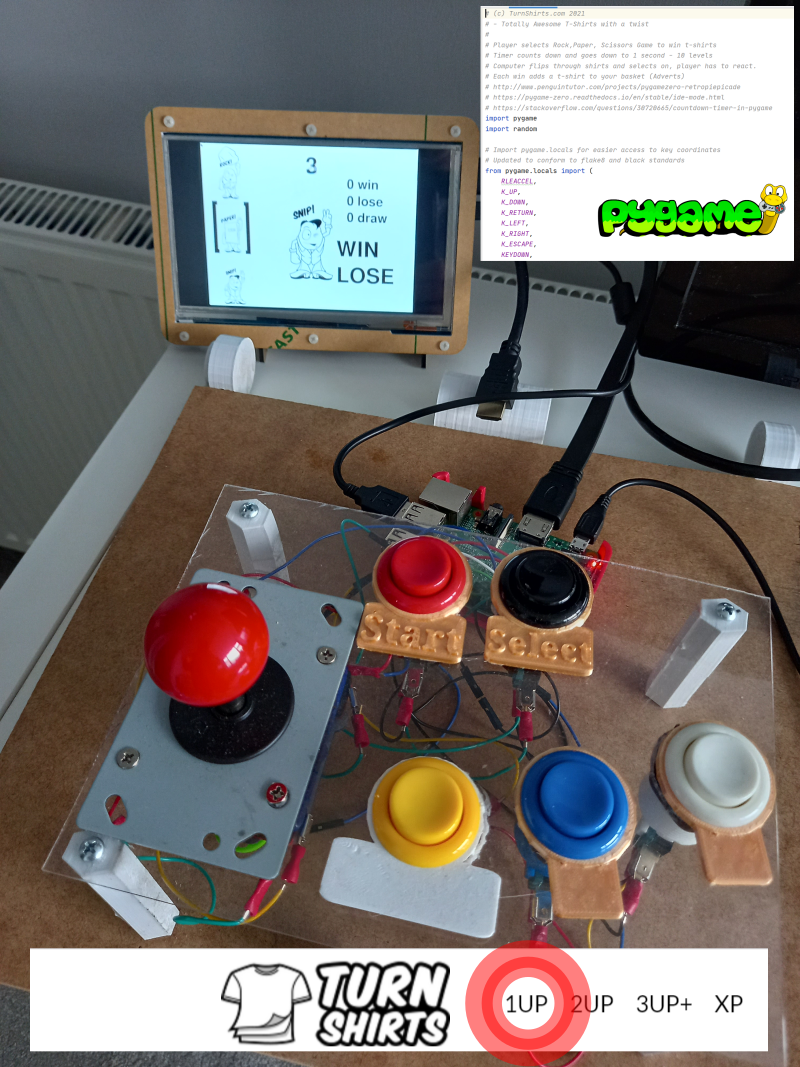 # (c) TurnShirts.com 2021
# - Totally Awesome T-Shirts with a twist
#
# Player selects Rock,Paper, Scissors Game to win t-shirts
# Timer counts down and goes down to 1 second - 10 levels
# Computer flips through shirts and selects on, player has to react.
# Each win adds a t-shirt to your basket (Adverts)
# http://www.penguintutor.com/projects/pygamezero-retropiepicade
# https://pygame-zero.readthedocs.io/en/stable/ide-mode.html
# https://stackoverflow.com/questions/30720665/countdown-timer-in-pygame
import pygame
import random
# Import pygame.locals for easier access to key coordinates
# Updated to conform to flake8 and black standards
from pygame.locals import (
RLEACCEL,
K_UP,
K_DOWN,
K_RETURN,
K_LEFT,
K_RIGHT,
K_ESCAPE,
KEYDOWN,
pygame
3
0 win
0 lose
0 draw
SNIP!
WIN
LOSE
Start
Select
TURN
SHIRTS
1UP 2UP 3UP+ XP